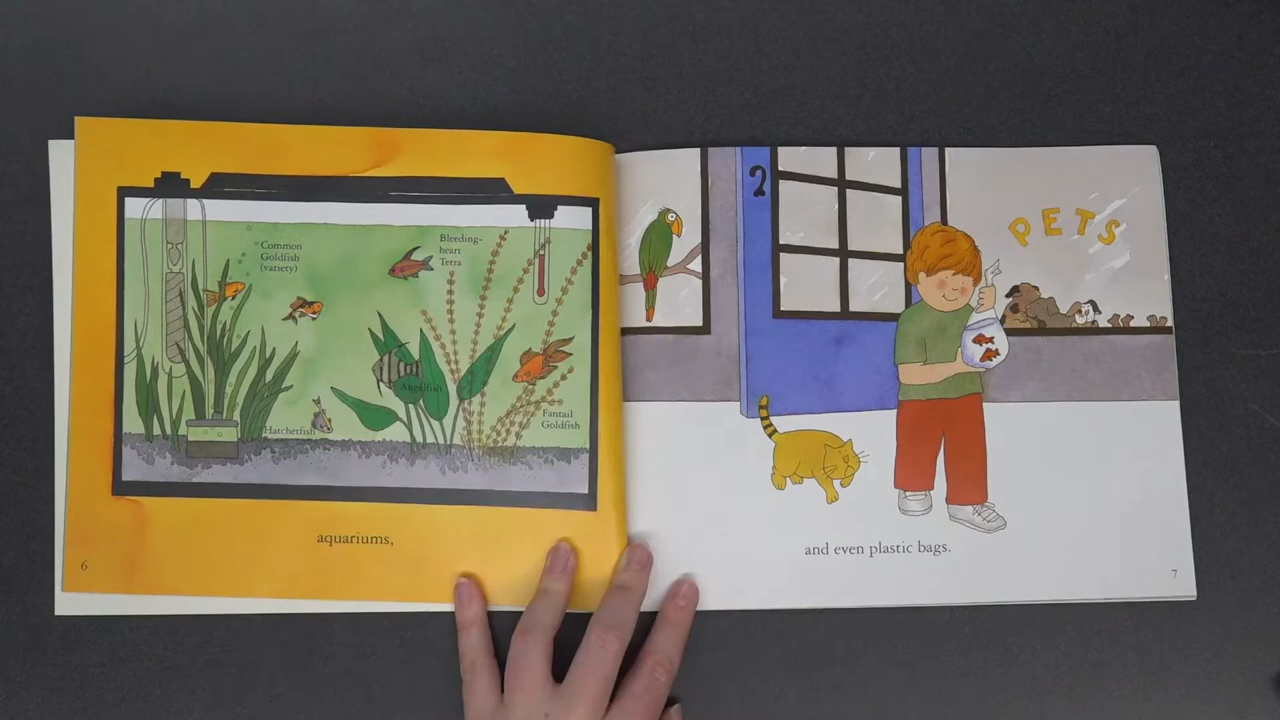 Common
Goldfish
(variety)
Bleeding-
heart
Tetra
Angelfish
Hatchetfish
Fantail
Goldfish
aquariums,
6
2
PETS
and even plastic bags.
7